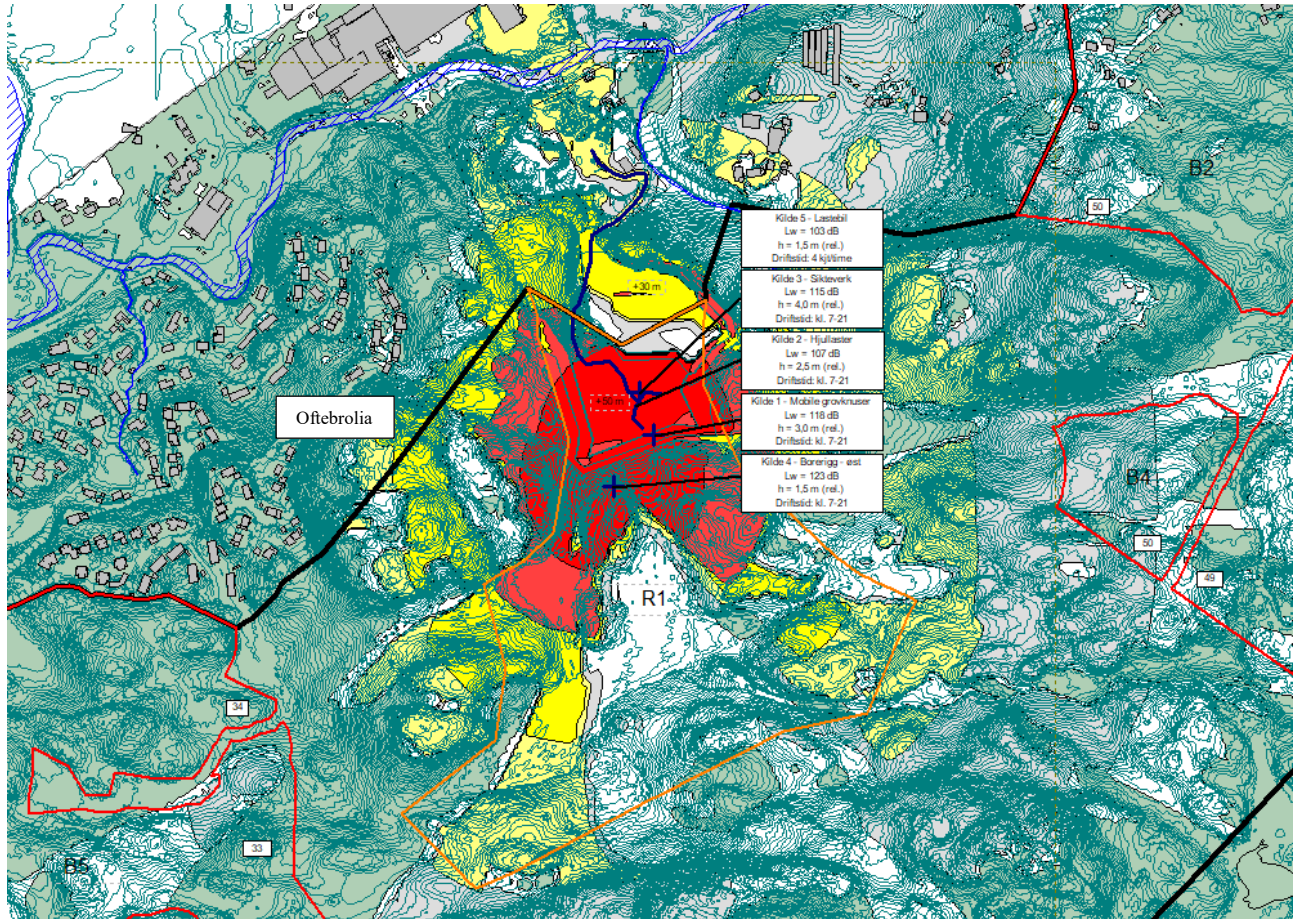 B2
50
Kilde 5 - Lastebil
Lw = 103 dB
h = 1,5 m (rel.)
Driftstid: 4 kjt/time
Kilde 3 - Sikteverk
Lw = 115 dB
h = 4,0 m (rel.)
Driftstid: kl. 7-21
+30 m
Kilde 2 - Hjullaster
Lw = 107 dB
h = 2,5 m (rel.)
Driftstid: kl. 7-21
+50 m
Oftebrolia
Kilde 1 - Mobile grovknuser
Lw = 118 dB
h = 3,0 m (rel.)
Driftstid: kl. 7-21
Kilde 4 - Borerigg - øst
Lw = 123 dB
h = 1,5 m (rel.)
Driftstid: kl. 7-21
B4
50
49
R1
34
33
B5